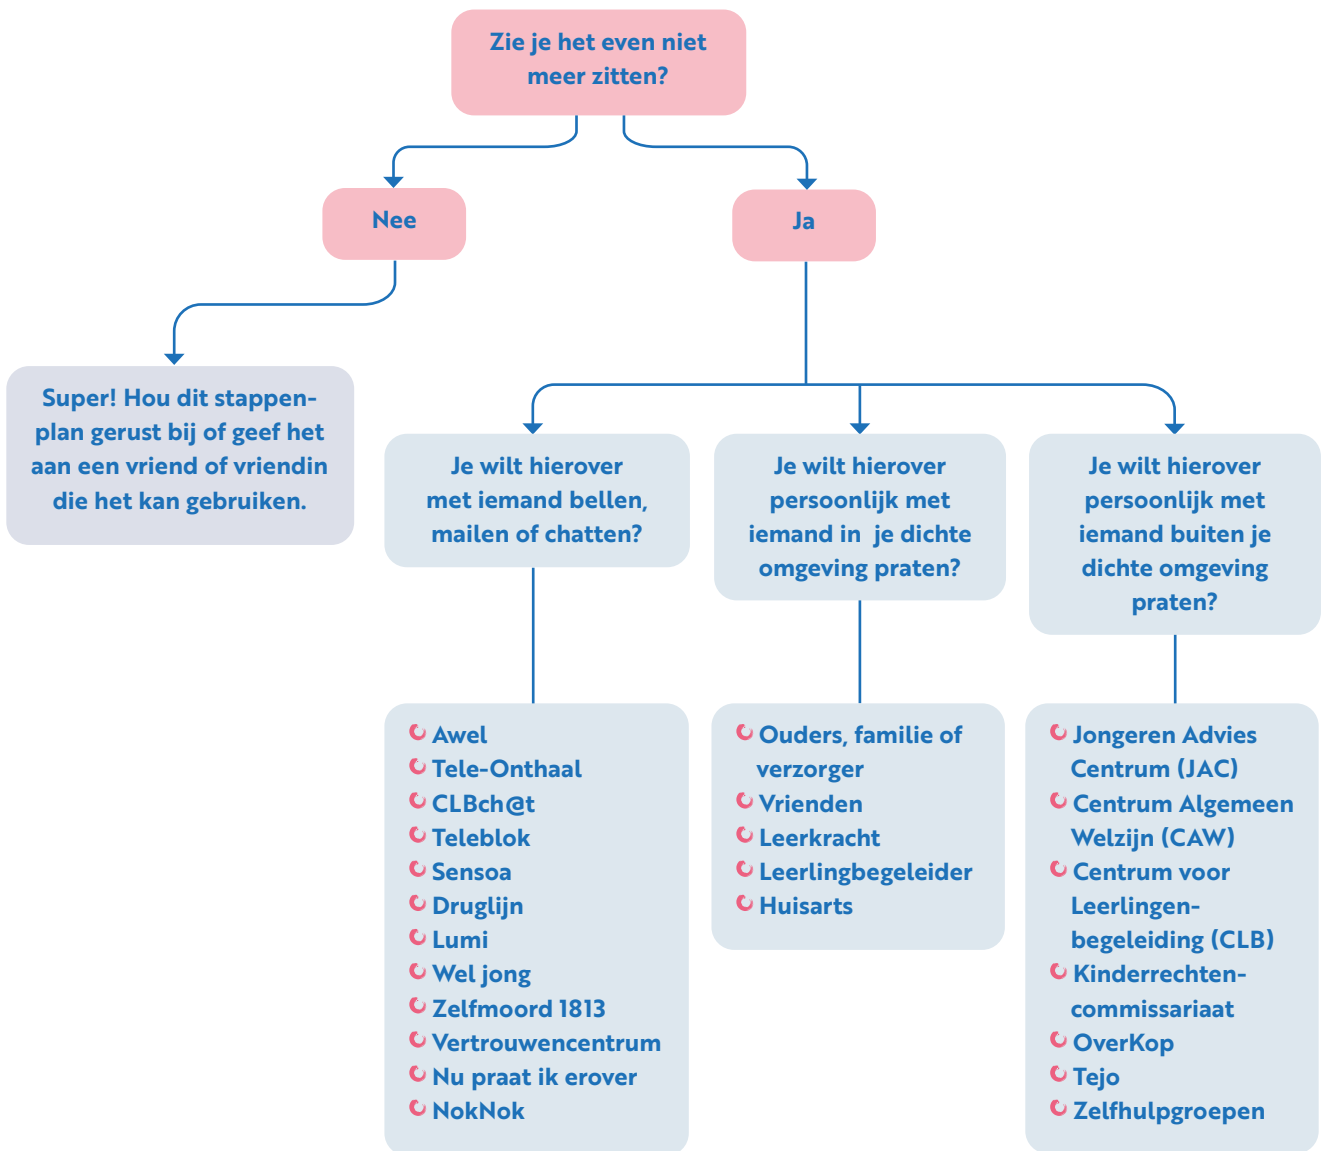 Zie je het even niet
meer zitten?
Nee
Ja
Super! Hou dit stappen-
plan gerust bij of geef het
aan een vriend of vriendin
die het kan gebruiken.
Je wilt hierover
met iemand bellen,
mailen of chatten?
Je wilt hierover
persoonlijk met
iemand in je dichte
omgeving praten?
Je wilt hierover
persoonlijk met
iemand buiten je
dichte omgeving
praten?
Awel
Tele-Onthaal
CLBch@t
Teleblok
Sensoa
Druglijn
Lumi
Wel jong
Zelfmoord 1813
Vertrouwencentrum
Nu praat ik erover
NokNok
Ouders, familie of
verzorger
Vrienden
Leerkracht
Leerlingbegeleider
Huisarts
Jongeren Advies
Centrum (JAC)
Centrum Algemeen
Welzijn (CAW)
Centrum voor
Leerlingen-
begeleiding (CLB)
Kinderrechten-
commissariaat
OverKop
Tejo
Zelfhulpgroepen